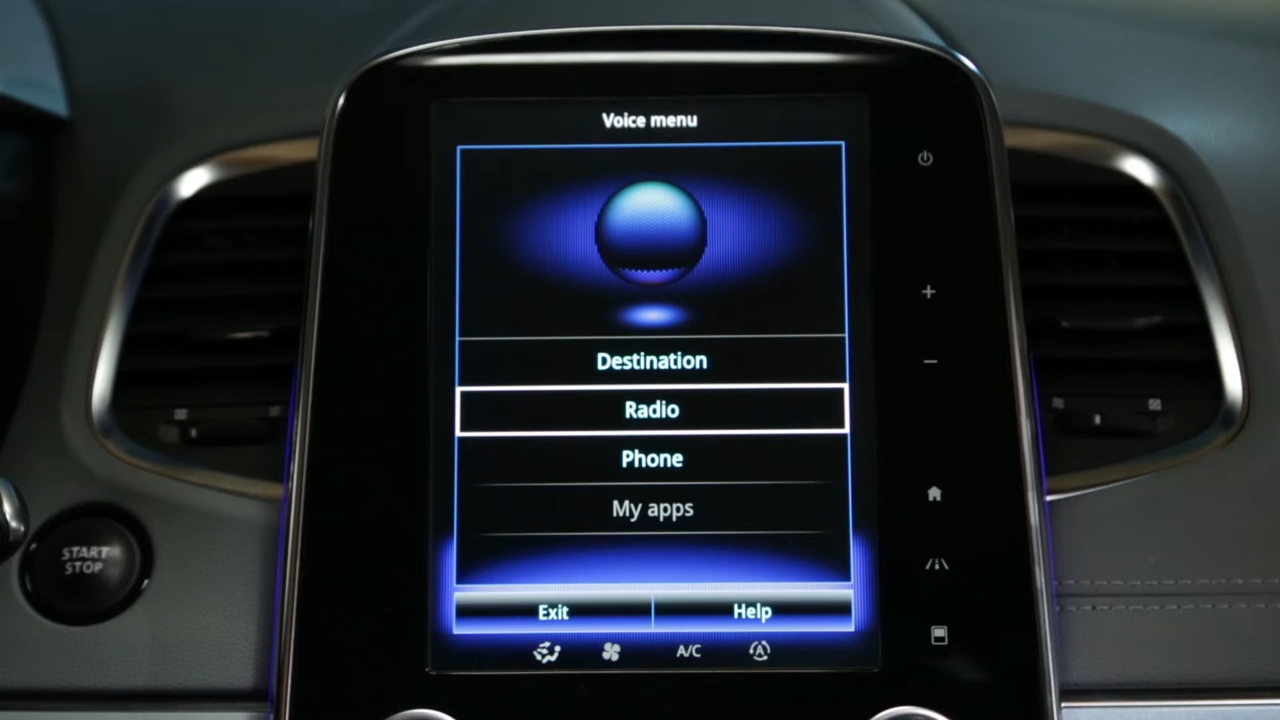 Voice menu
Destination
Radio
Phone
My apps
Exit
Help
A/C
A
START
STOP